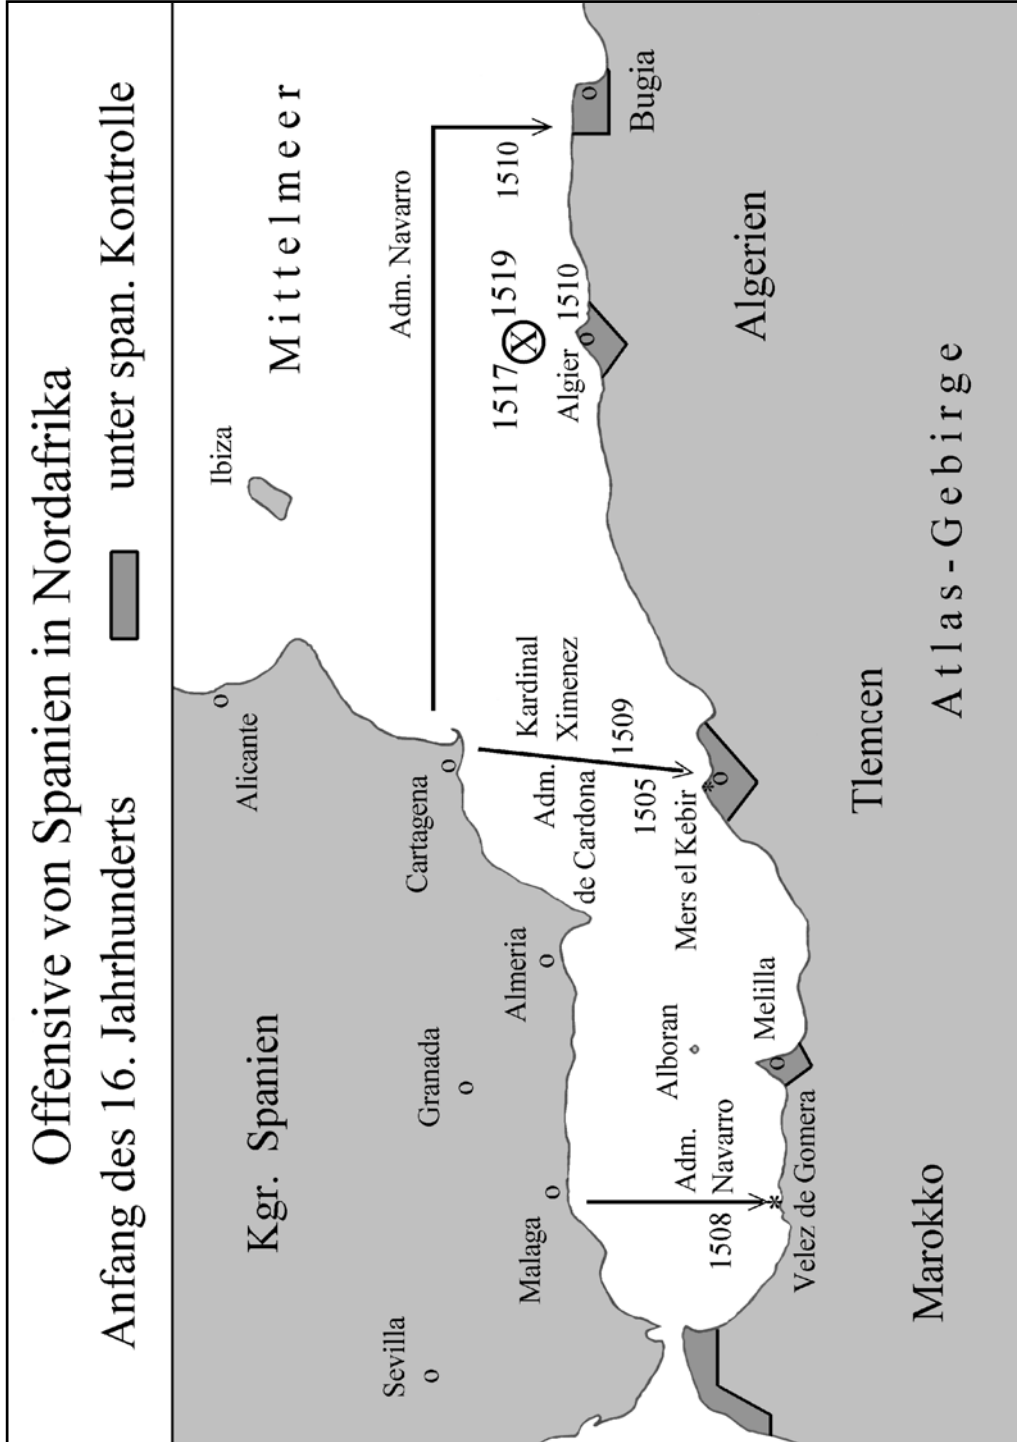 Offensive von Spanien in Nordafrika
Anfang des 16. Jahrhunderts
unter span. Kontrolle
Kgr. Spanien
Alicante
Ibiza
Mittelmeer
Sevilla
Granada
Cartagena
Adm. Navarro
Malaga
Almeria
Adm.
de Cardona
Kardinal
Ximenez
1517
1519
1510
1505
1509
Algier
1510
Bugia
Alboran
Mers el Kebir
1508
Adm.
Navarro
Melilla
Velez de Gomera
Algerien
Tlemcen
Marokko
Atlas-Gebirge
X